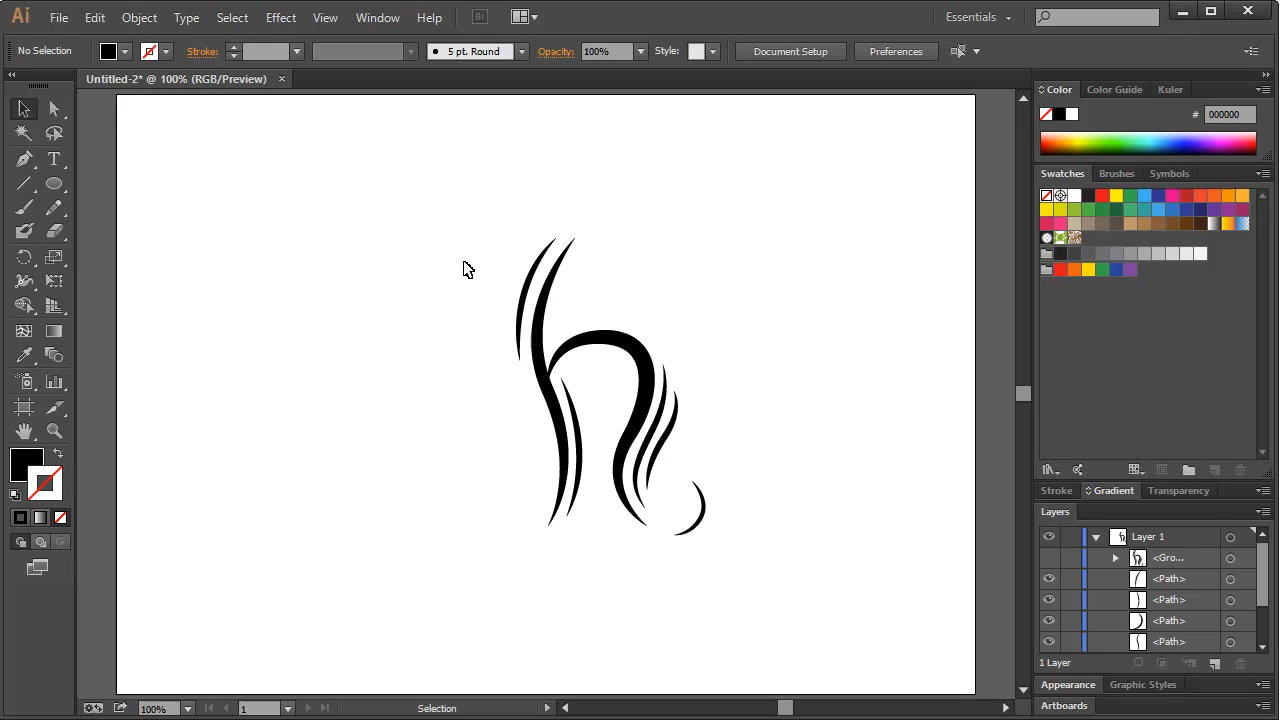 Ai File Edit Object Type Select Effect View Window Help Br Essentials
No Selection Stroke: 5 pt. Round Opacity: 100% Style: Document Setup Preferences
Untitled-2* @ 100% (RGB/Preview) ×
Color Color Guide Kuler
# 000000
Swatches Brushes Symbols
h
Stroke Gradient Transparency
Layers
Layer 1
<Gro...
<Path>
<Path>
<Path>
<Path>
1 Layer
Appearance Graphic Styles
Artboards
100% 1 Selection